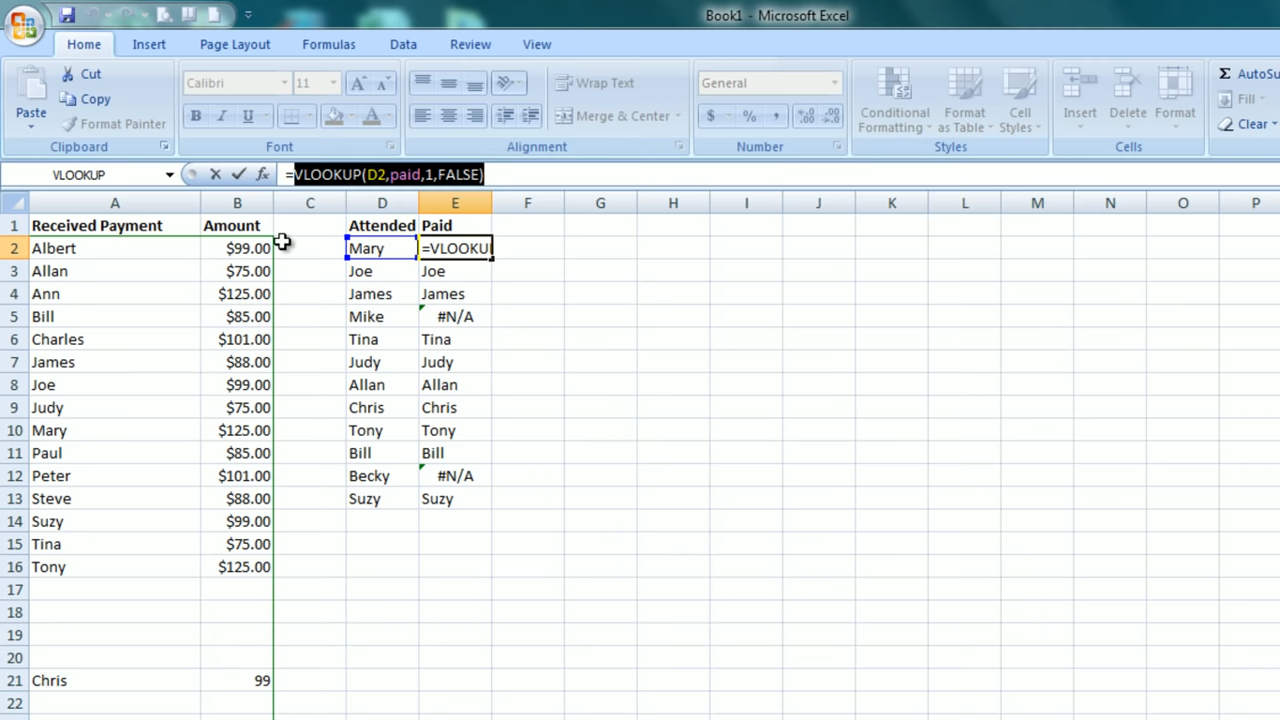 Book1 - Microsoft Excel
Home Insert Page Layout Formulas Data Review View
Paste
Cut
Copy
Format Painter
Clipboard
Calibri 11
B I U
Font
Wrap Text
Merge & Center
Alignment
General
$ % ,
Number
Conditional Formatting
Format as Table
Cell Styles
Styles
Insert Delete Format
Cells
Σ AutoSu
Fill
Clear
VLOOKUP fx =VLOOKUP(D2,paid,1,FALSE)
A B C D E F G H I J K L M N O P
1 Received Payment Amount Attended Paid
2 Albert $99.00 Mary =VLOOKU
3 Allan $75.00 Joe Joe
4 Ann $125.00 James James
5 Bill $85.00 Mike #N/A
6 Charles $101.00 Tina Tina
7 James $88.00 Judy Judy
8 Joe $99.00 Allan Allan
9 Judy $75.00 Chris Chris
10 Mary $125.00 Tony Tony
11 Paul $85.00 Bill Bill
12 Peter $101.00 Becky #N/A
13 Steve $88.00 Suzy Suzy
14 Suzy $99.00
15 Tina $75.00
16 Tony $125.00
17
18
19
20
21 Chris 99
22